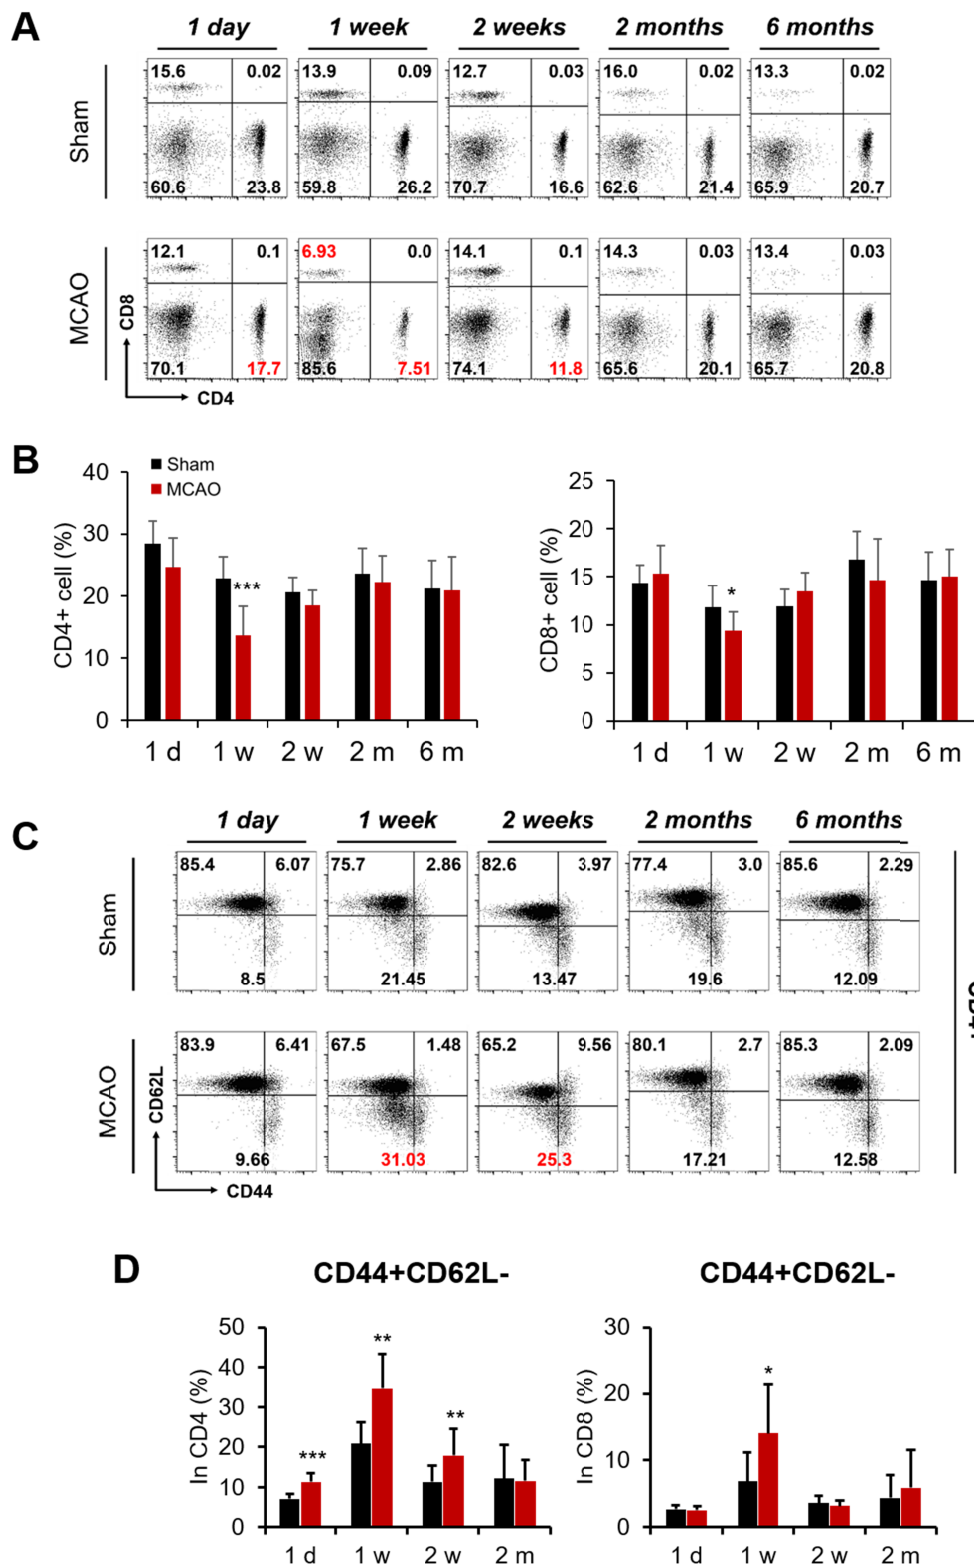 A
1 day 1 week 2 weeks 2 months 6 months
Sham
15.6 0.02 13.9 0.09 12.7 0.03 16.0 0.02 13.3 0.02
60.6 23.8 59.8 26.2 70.7 16.6 62.6 21.4 65.9 20.7
MCAO
12.1 0.1 6.93 0.0 14.1 0.1 14.3 0.03 13.4 0.03
70.1 17.7 85.6 7.51 74.1 11.8 65.6 20.1 65.7 20.8
CD8
CD4
B
Sham
MCAO
CD4+ cell (%)
40
30
20
10
0
***
1 d 1 w 2 w 2 m 6 m
CD8+ cell (%)
25
20
15
10
5
0
*
1 d 1 w 2 w 2 m 6 m
C
1 day 1 week 2 weeks 2 months 6 months
Sham
85.4 6.07 75.7 2.86 82.6 3.97 77.4 3.0 85.6 2.29
8.5 21.45 13.47 19.6 12.09
MCAO
83.9 6.41 67.5 1.48 65.2 9.56 80.1 2.7 85.3 2.09
9.66 31.03 25.3 17.21 12.58
CD62L
CD44
D
CD44+CD62L-
In CD4 (%)
50
40
30
20
10
0
*** ** **
1 d 1 w 2 w 2 m
CD44+CD62L-
In CD8 (%)
30
20
10
0
*
1 d 1 w 2 w 2 m